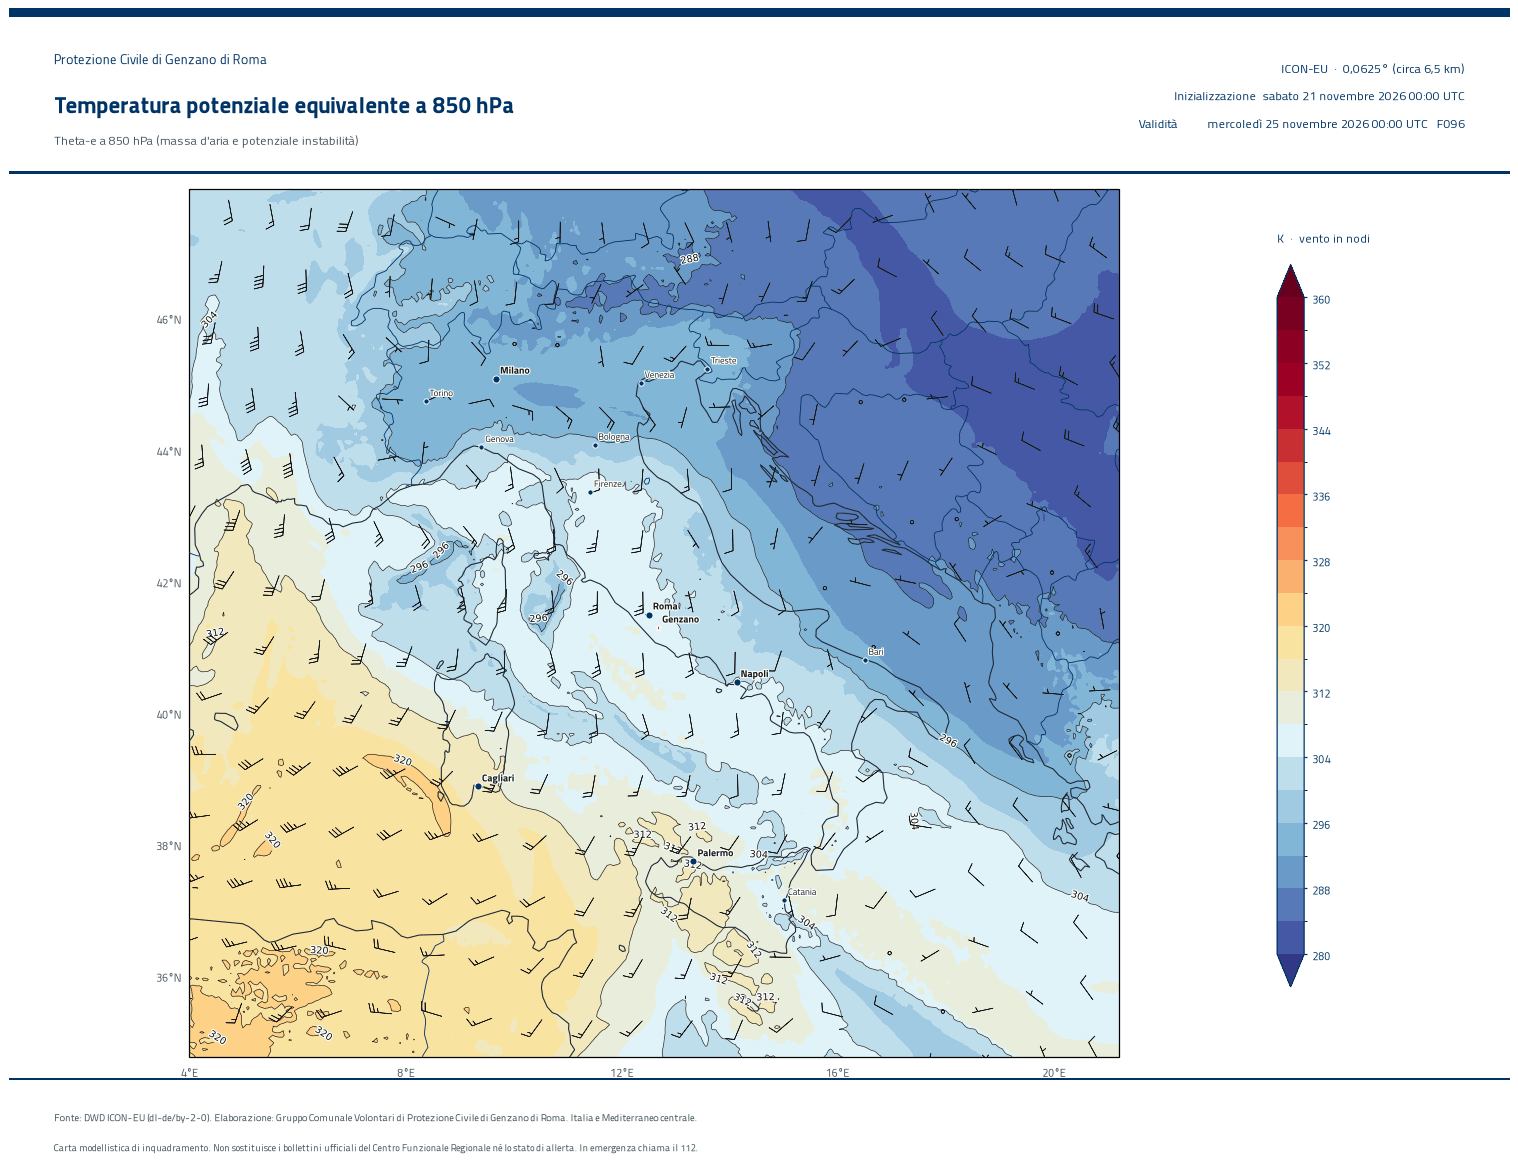 Protezione Civile di Genzano di Roma
Temperatura potenziale equivalente a 850 hPa
Theta-e a 850 hPa (massa d'aria e potenziale instabilità)
ICON-EU · 0,0625° (circa 6,5 km)
Inizializzazione sabato 21 novembre 2026 00:00 UTC
Validità mercoledì 25 novembre 2026 00:00 UTC F096
K · vento in nodi
360
352
344
336
328
320
312
304
296
288
280
46°N
44°N
42°N
40°N
38°N
36°N
4°E
8°E
12°E
16°E
20°E
288
304
Trieste
Milano
Venezia
Torino
Genova
Bologna
Firenze
296
296
296
296
Roma
Genzano
312
Bari
Napoli
296
320
Cagliari
320
304
312
312
320
312
Palermo
304
312
Catania
304
312
304
320
312
312
312
312
320
320
Fonte: DWD ICON-EU (dl-de/by-2-0). Elaborazione: Gruppo Comunale Volontari di Protezione Civile di Genzano di Roma. Italia e Mediterraneo centrale.
Carta modellistica di inquadramento. Non sostituisce i bollettini ufficiali del Centro Funzionale Regionale né lo stato di allerta. In emergenza chiama il 112.